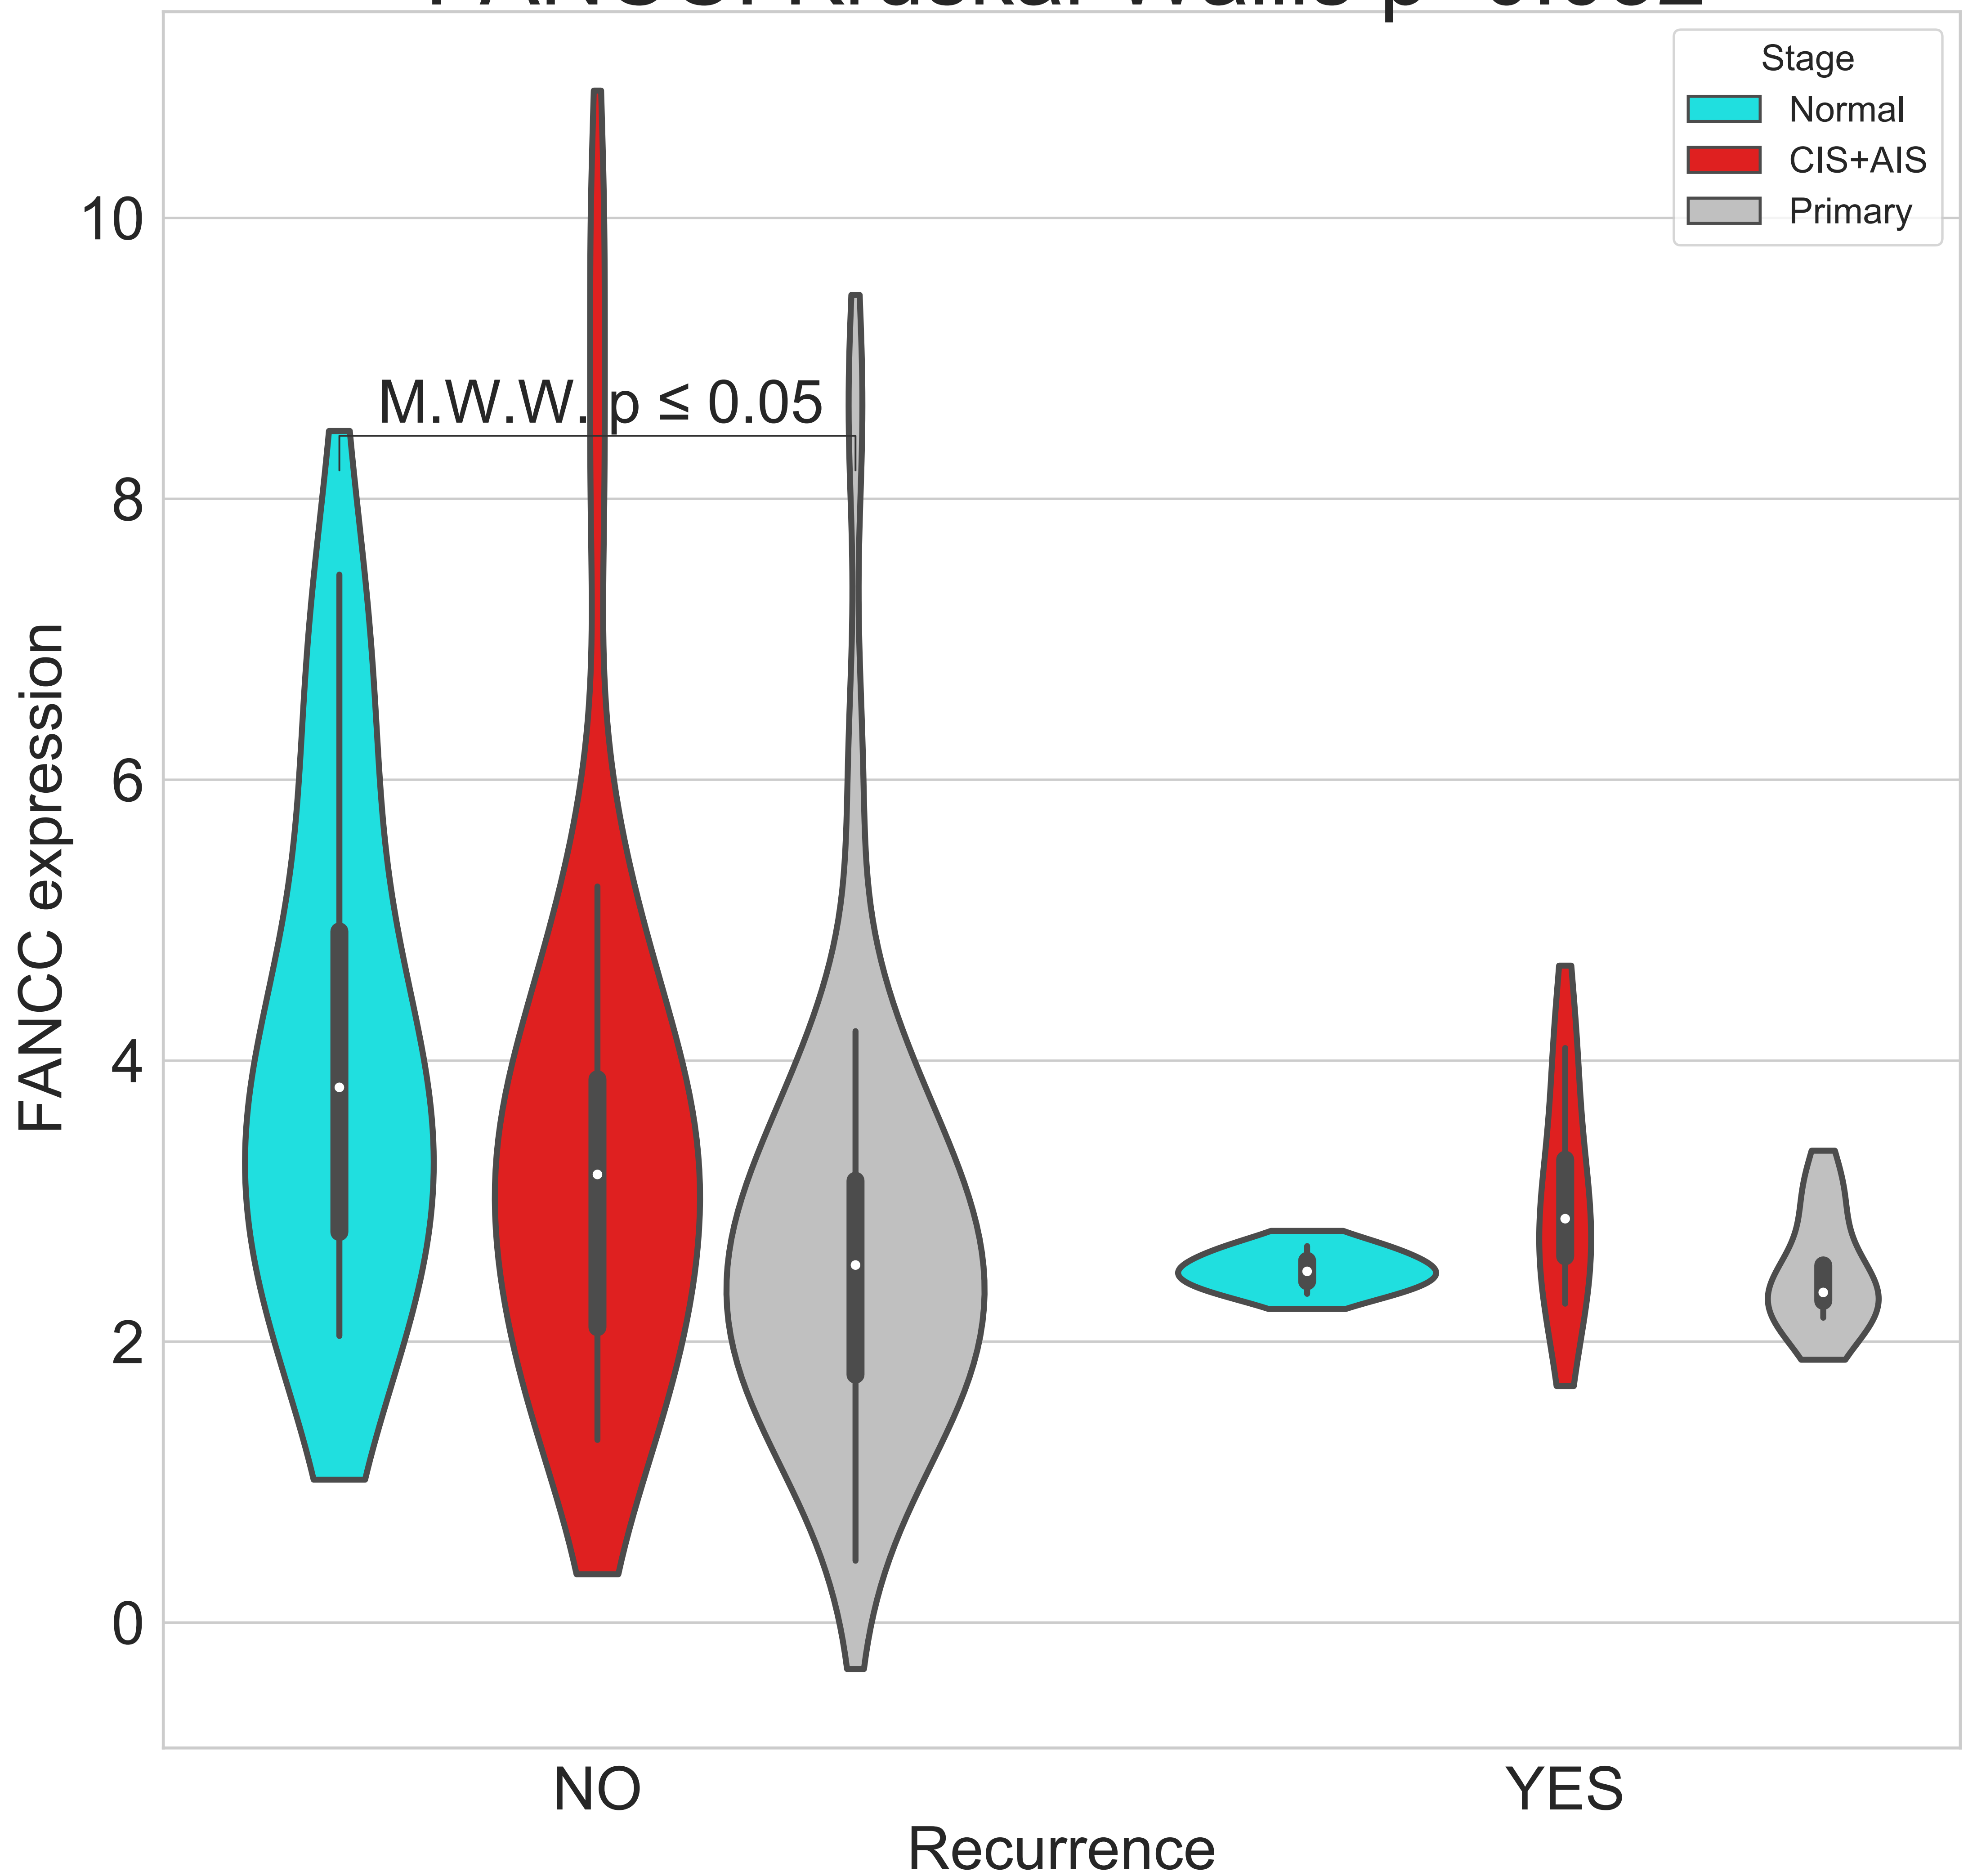 Stage
Normal
CIS+AIS
Primary
M.W.W. p ≤ 0.05
10
8
6
4
2
0
FANCC expression
NO
YES
Recurrence